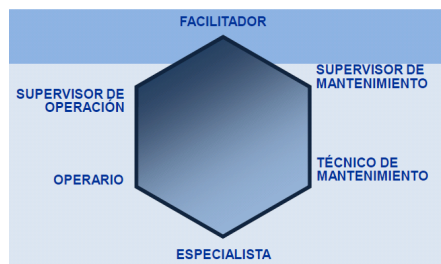 FACILITADOR
SUPERVISOR DE
MANTENIMIENTO
SUPERVISOR DE
OPERACIÓN
TÉCNICO DE
MANTENIMIENTO
OPERARIO
ESPECIALISTA